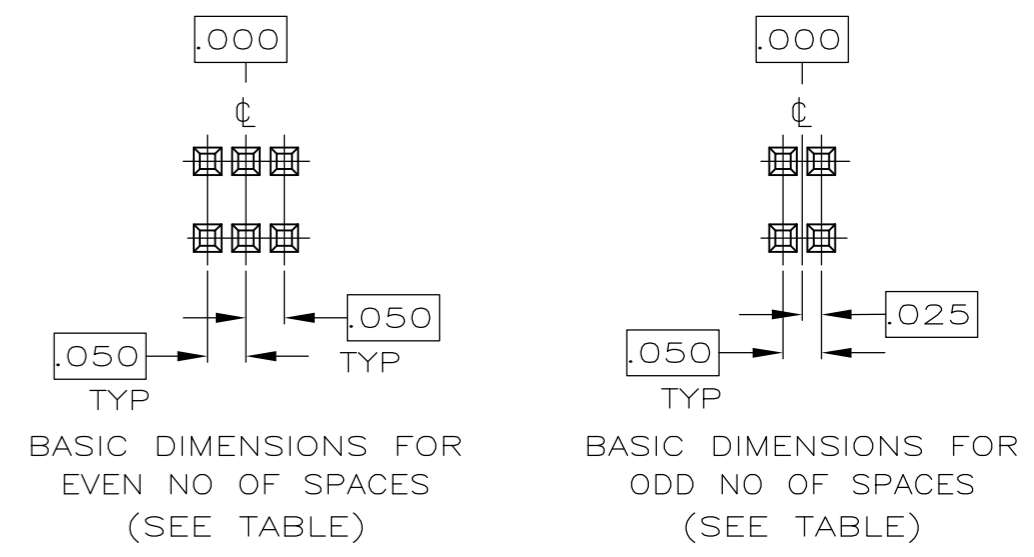 .000
℄
.050
.050
TYP
TYP
BASIC DIMENSIONS FOR
EVEN NO OF SPACES
(SEE TABLE)
.000
℄
.025
.050
TYP
BASIC DIMENSIONS FOR
ODD NO OF SPACES
(SEE TABLE)